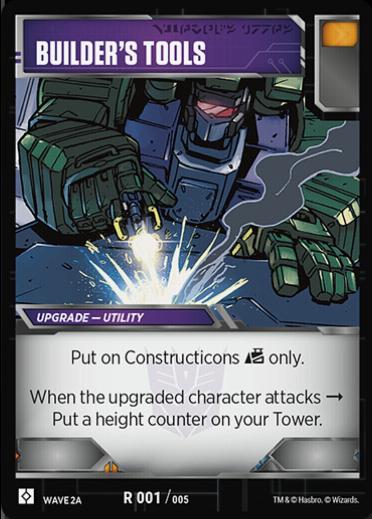 BUILDER'S TOOLS
UPGRADE — UTILITY
Put on Constructicons only.
When the upgraded character attacks →
Put a height counter on your Tower.
WAVE 2A
R 001 / 005
TM & © Hasbro. © Wizards.